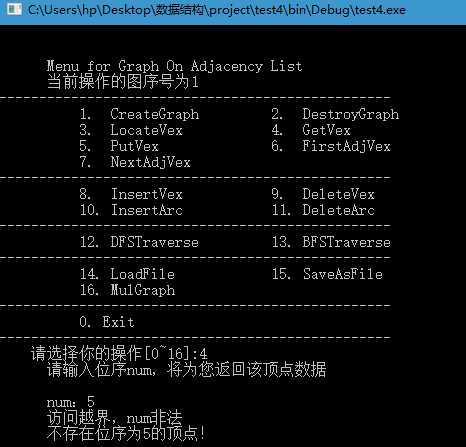 C:\Users\hp\Desktop\数据结构\project\test4\bin\Debug\test4.exe
Menu for Graph On Adjacency List
当前操作的图序号为1
------------------------------------------------
1. CreateGraph 2. DestroyGraph
3. LocateVex 4. GetVex
5. PutVex 6. FirstAdjVex
7. NextAdjVex
------------------------------------------------
8. InsertVex 9. DeleteVex
10. InsertArc 11. DeleteArc
------------------------------------------------
12. DFSTraverse 13. BFSTraverse
------------------------------------------------
14. LoadFile 15. SaveAsFile
16. MulGraph
------------------------------------------------
0. Exit
------------------------------------------------
请选择你的操作[0~16]:4
请输入位序num，将为您返回该顶点数据
num：5
访问越界，num非法
不存在位序为5的顶点！